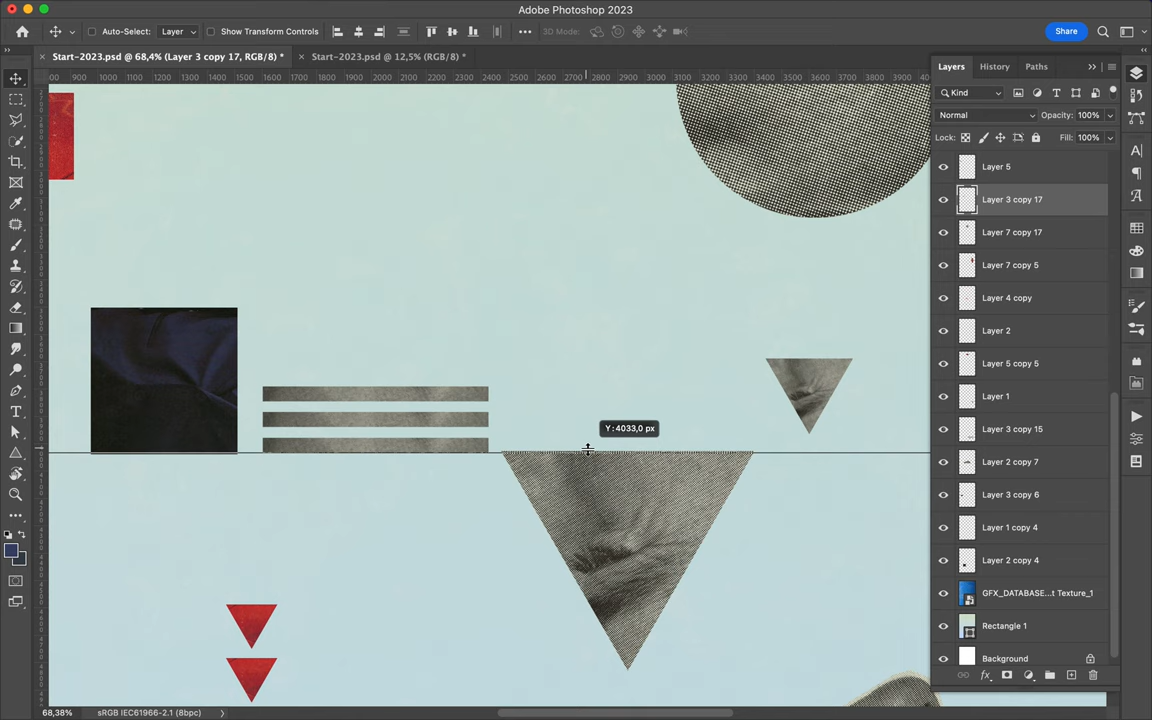 Adobe Photoshop 2023
Auto-Select: Layer Show Transform Controls 3D Mode: Share
Start-2023.psd @ 68,4% (Layer 3 copy 17, RGB/8) * Start-2023.psd @ 12,5% (RGB/8) *
900 1000 1100 1200 1300 1400 1500 1600 1700 1800 1900 2000 2100 2200 2300 2400 2500 2600 2700 2800 2900 3000 3100 3200 3300 3400 3500 3600 3700 3800 3900
Layers History Paths
Kind
Normal Opacity: 100%
Lock: Fill: 100%
Layer 5
Layer 3 copy 17
Layer 7 copy 17
Layer 7 copy 5
Layer 4 copy
Layer 2
Layer 5 copy 5
Layer 1
Y: 4033,0 px
Layer 3 copy 15
Layer 2 copy 7
Layer 3 copy 6
Layer 1 copy 4
Layer 2 copy 4
GFX_DATABASE...t Texture_1
Rectangle 1
Background
68,38% sRGB IEC61966-2.1 (8bpc)